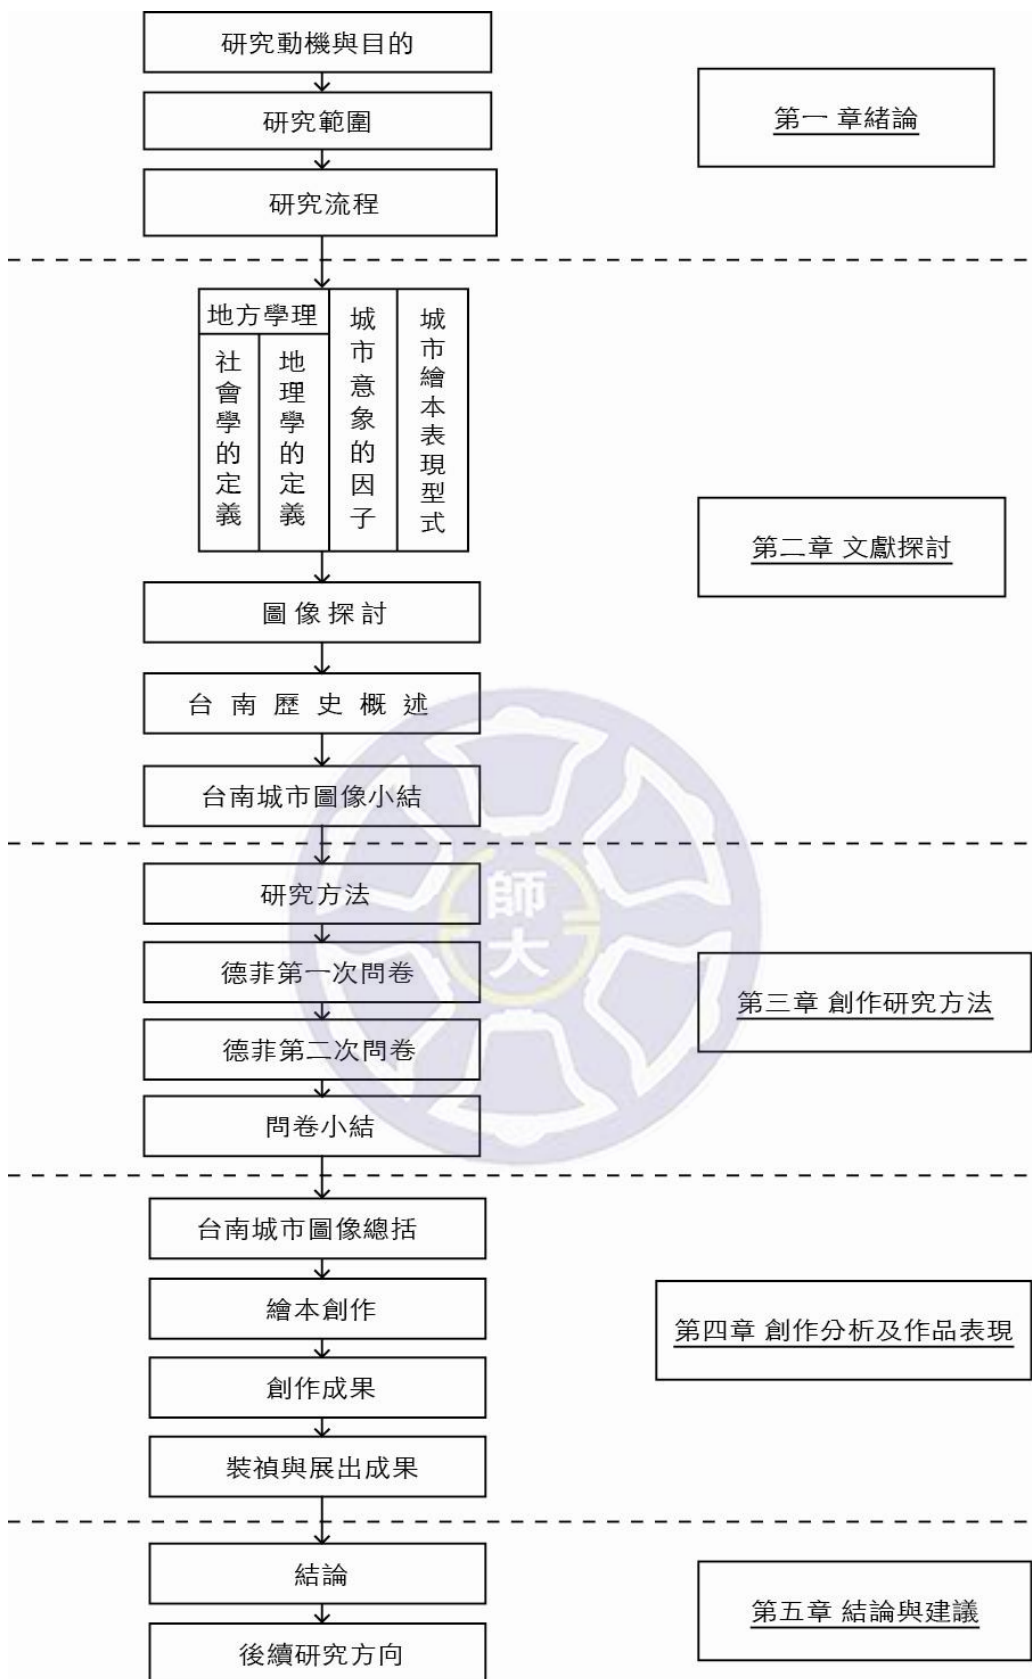 研究動機與目的
研究範圍
研究流程
第一 章緒論
地方學理
社會學的定義
地理學的定義
城市意象的因子
城市繪本表現型式
圖像探討
台南歷史概述
台南城市圖像小結
第二章 文獻探討
研究方法
德菲第一次問卷
德菲第二次問卷
問卷小結
第三章 創作研究方法
師大
台南城市圖像總括
繪本創作
創作成果
裝禎與展出成果
第四章 創作分析及作品表現
結論
後續研究方向
第五章 結論與建議